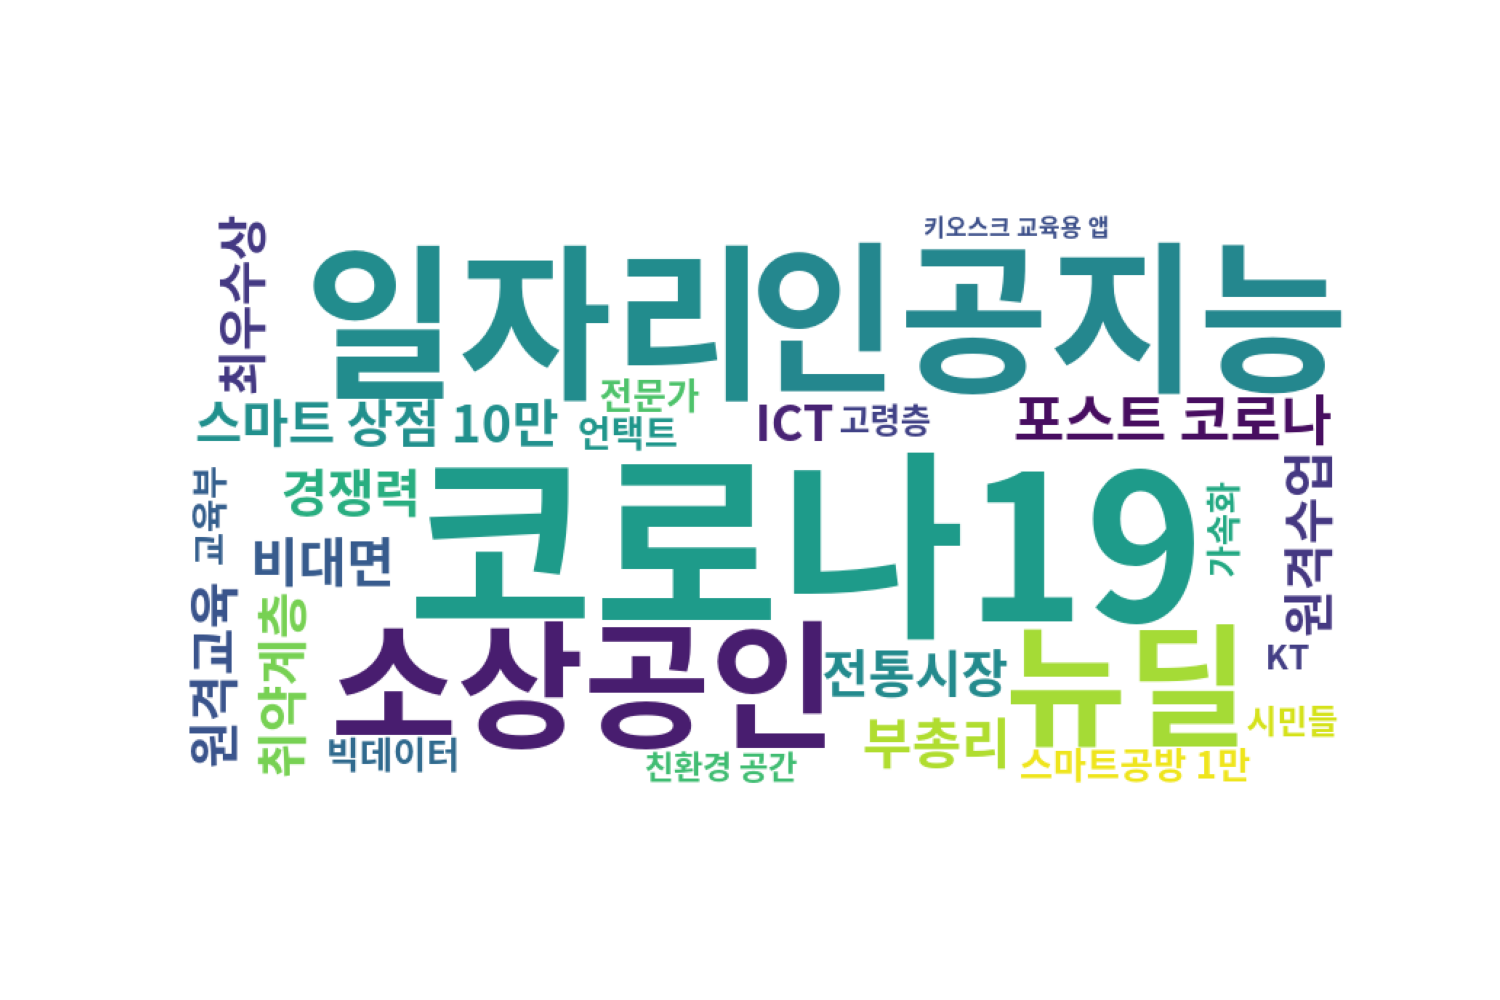 키오스크 교육용 앱
최우수상
일자리
인공지능
전문가
스마트 상점 10만
언택트
ICT
고령층
포스트 코로나
교육부
경쟁력
코로나19
가속화
원격수업
비대면
원격교육
취약계층
소상공인
전통시장
뉴딜
KT
시민들
부총리
빅데이터
친환경 공간
스마트공방 1만